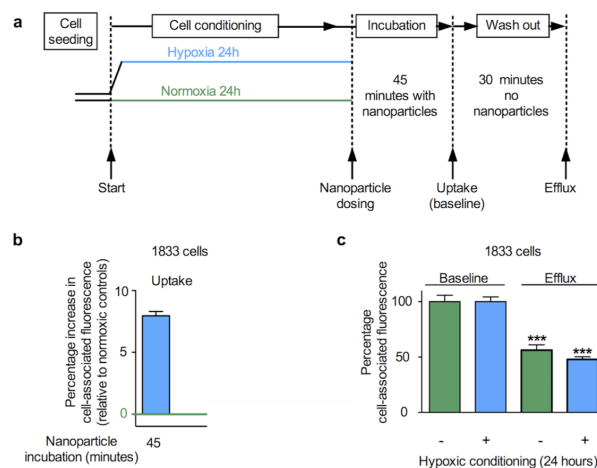 a
Cell
seeding
Cell conditioning
Incubation
Wash out
Hypoxia 24h
Normoxia 24h
45
minutes with
nanoparticles
30 minutes
no
nanoparticles
Start
Nanoparticle
dosing
Uptake
(baseline)
Efflux
b
1833 cells
Uptake
Percentage increase in
cell-associated fluorescence
(relative to normoxic controls)
10
5
0
Nanoparticle
incubation (minutes)
45
c
1833 cells
Baseline
Efflux
Percentage
cell-associated fluorescence
100
50
0
***
***
- + - +
Hypoxic conditioning (24 hours)